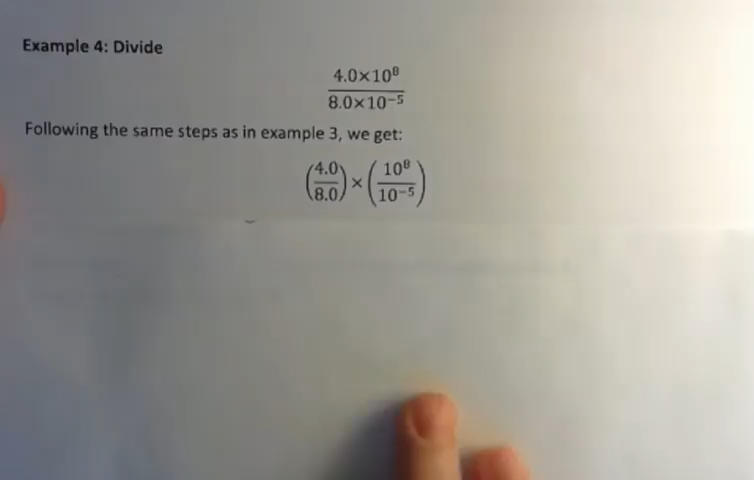 Example 4: Divide
4.0×10⁸
8.0×10⁻⁵
Following the same steps as in example 3, we get:
(4.0/8.0) × (10⁸/10⁻⁵)